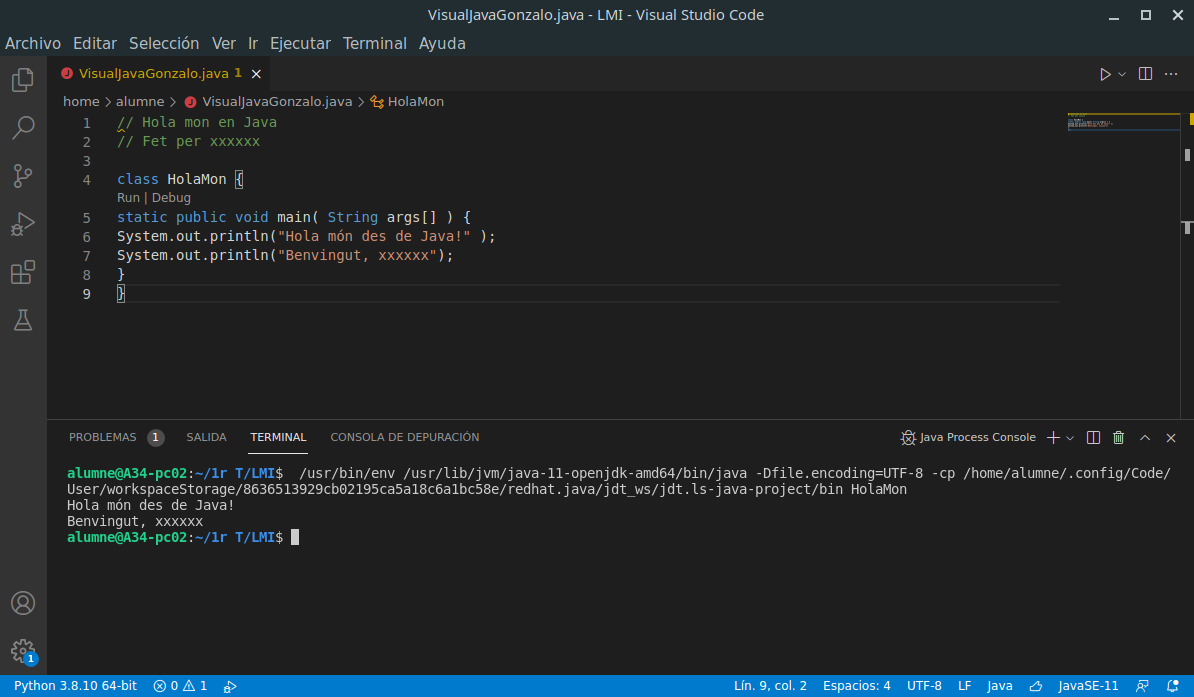 VisualJavaGonzalo.java - LMI - Visual Studio Code
Archivo Editar Selección Ver Ir Ejecutar Terminal Ayuda
J VisualJavaGonzalo.java 1
home > alumne > J VisualJavaGonzalo.java > HolaMon
1 // Hola mon en Java
2 // Fet per xxxxxx
3
4 class HolaMon {
Run | Debug
5 static public void main( String args[] ) {
6 System.out.println("Hola món des de Java!" );
7 System.out.println("Benvingut, xxxxxx");
8 }
9 }
PROBLEMAS 1 SALIDA TERMINAL CONSOLA DE DEPURACIÓN Java Process Console
alumne@A34-pc02:~/1r T/LMI$ /usr/bin/env /usr/lib/jvm/java-11-openjdk-amd64/bin/java -Dfile.encoding=UTF-8 -cp /home/alumne/.config/Code/
User/workspaceStorage/8636513929cb02195ca5a18c6a1bc58e/redhat.java/jdt_ws/jdt.ls-java-project/bin HolaMon
Hola món des de Java!
Benvingut, xxxxxx
alumne@A34-pc02:~/1r T/LMI$
1
Python 3.8.10 64-bit 0 1 Lín. 9, col. 2 Espacios: 4 UTF-8 LF Java JavaSE-11